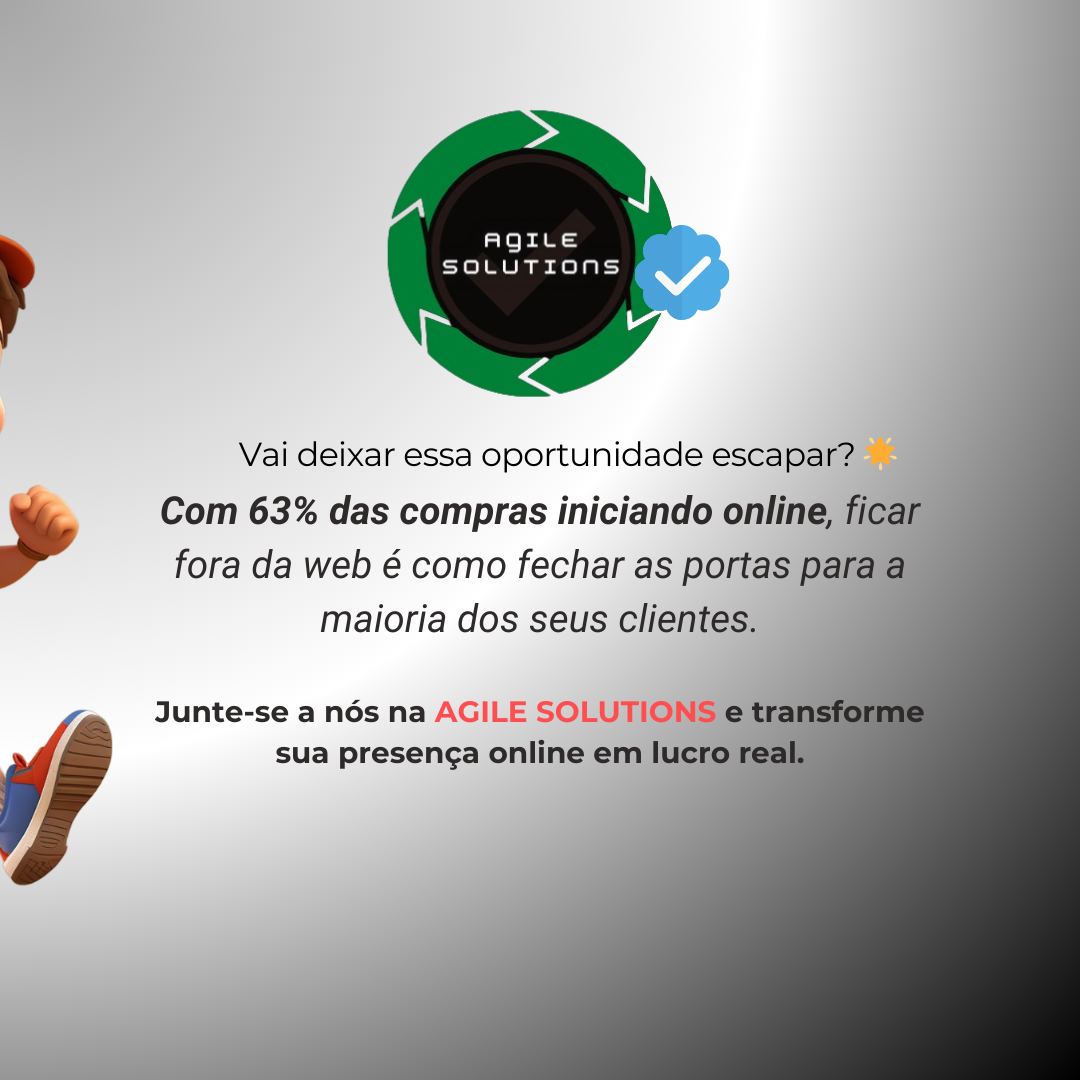 AGILE
SOLUTIONS
Vai deixar essa oportunidade escapar? 🌟
Com 63% das compras iniciando online, ficar
fora da web é como fechar as portas para a
maioria dos seus clientes.
Junte-se a nós na AGILE SOLUTIONS e transforme
sua presença online em lucro real.